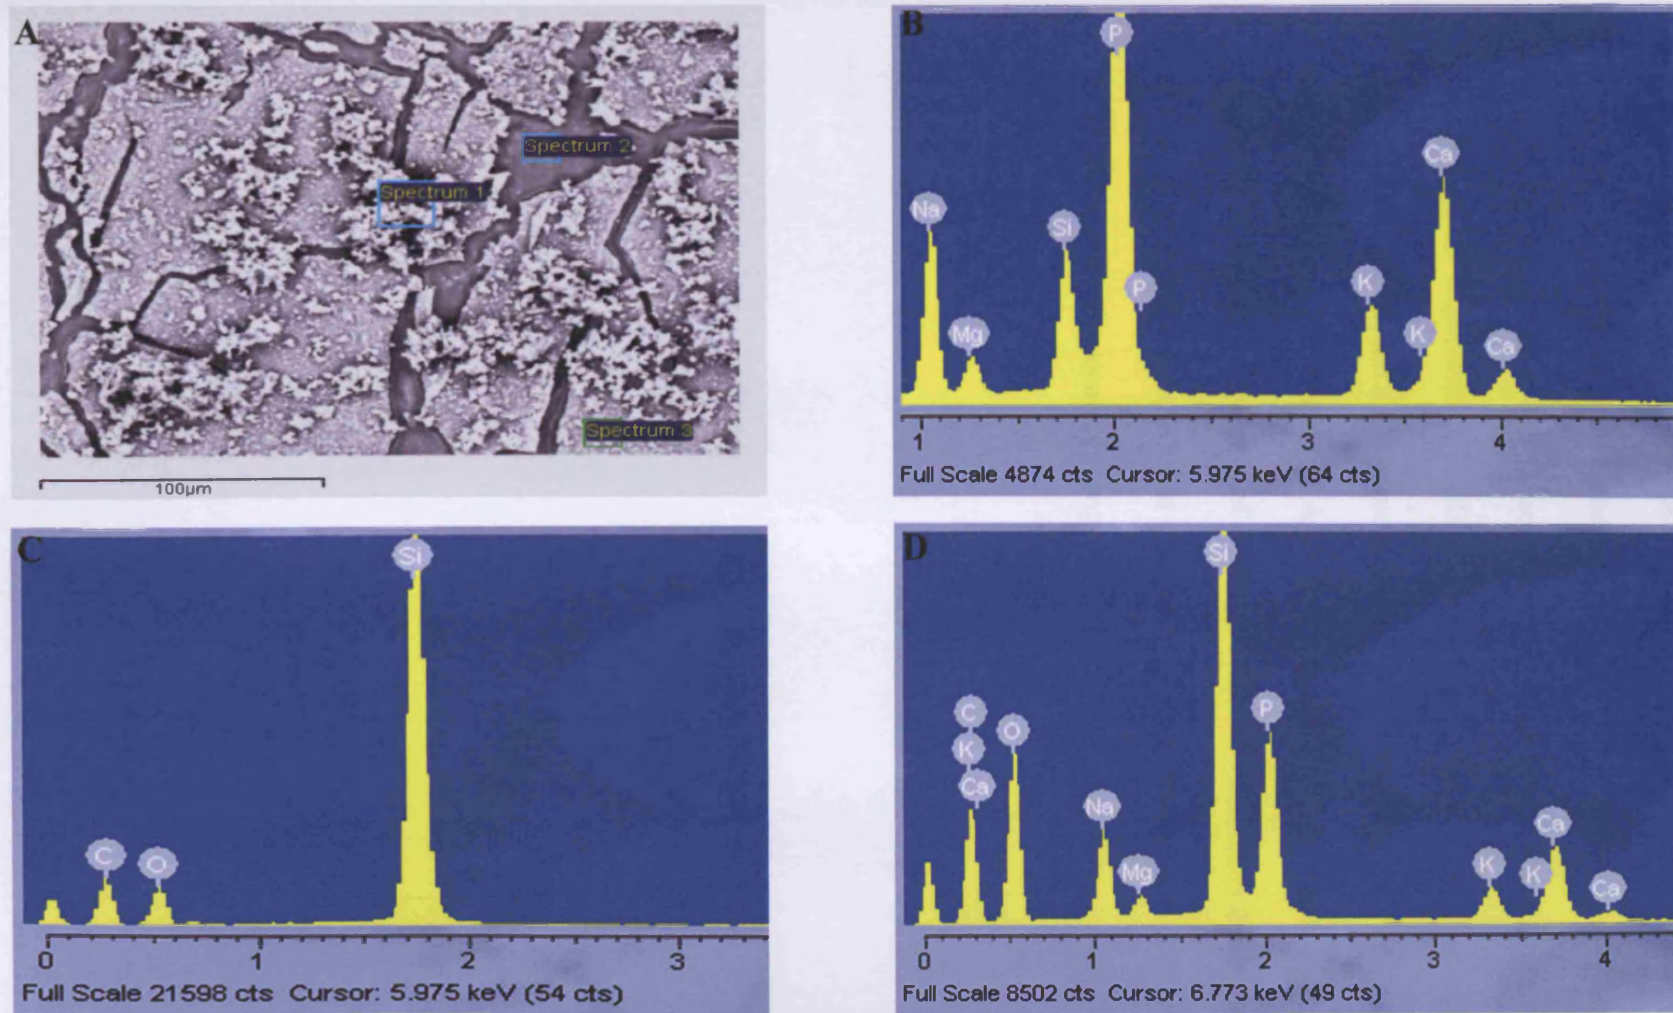 A
Spectrum 2
Spectrum 1
Spectrum 3
100µm
B
P
Ca
Na
Si
P
K
Mg
K
Ca
1 2 3 4
Full Scale 4874 cts Cursor: 5.975 keV (64 cts)
C
Si
C
O
0 1 2 3
Full Scale 21598 cts Cursor: 5.975 keV (54 cts)
D
Si
C
P
O
K
Ca
Na
Ca
Mg
K
K
Ca
0 1 2 3 4
Full Scale 8502 cts Cursor: 6.773 keV (49 cts)